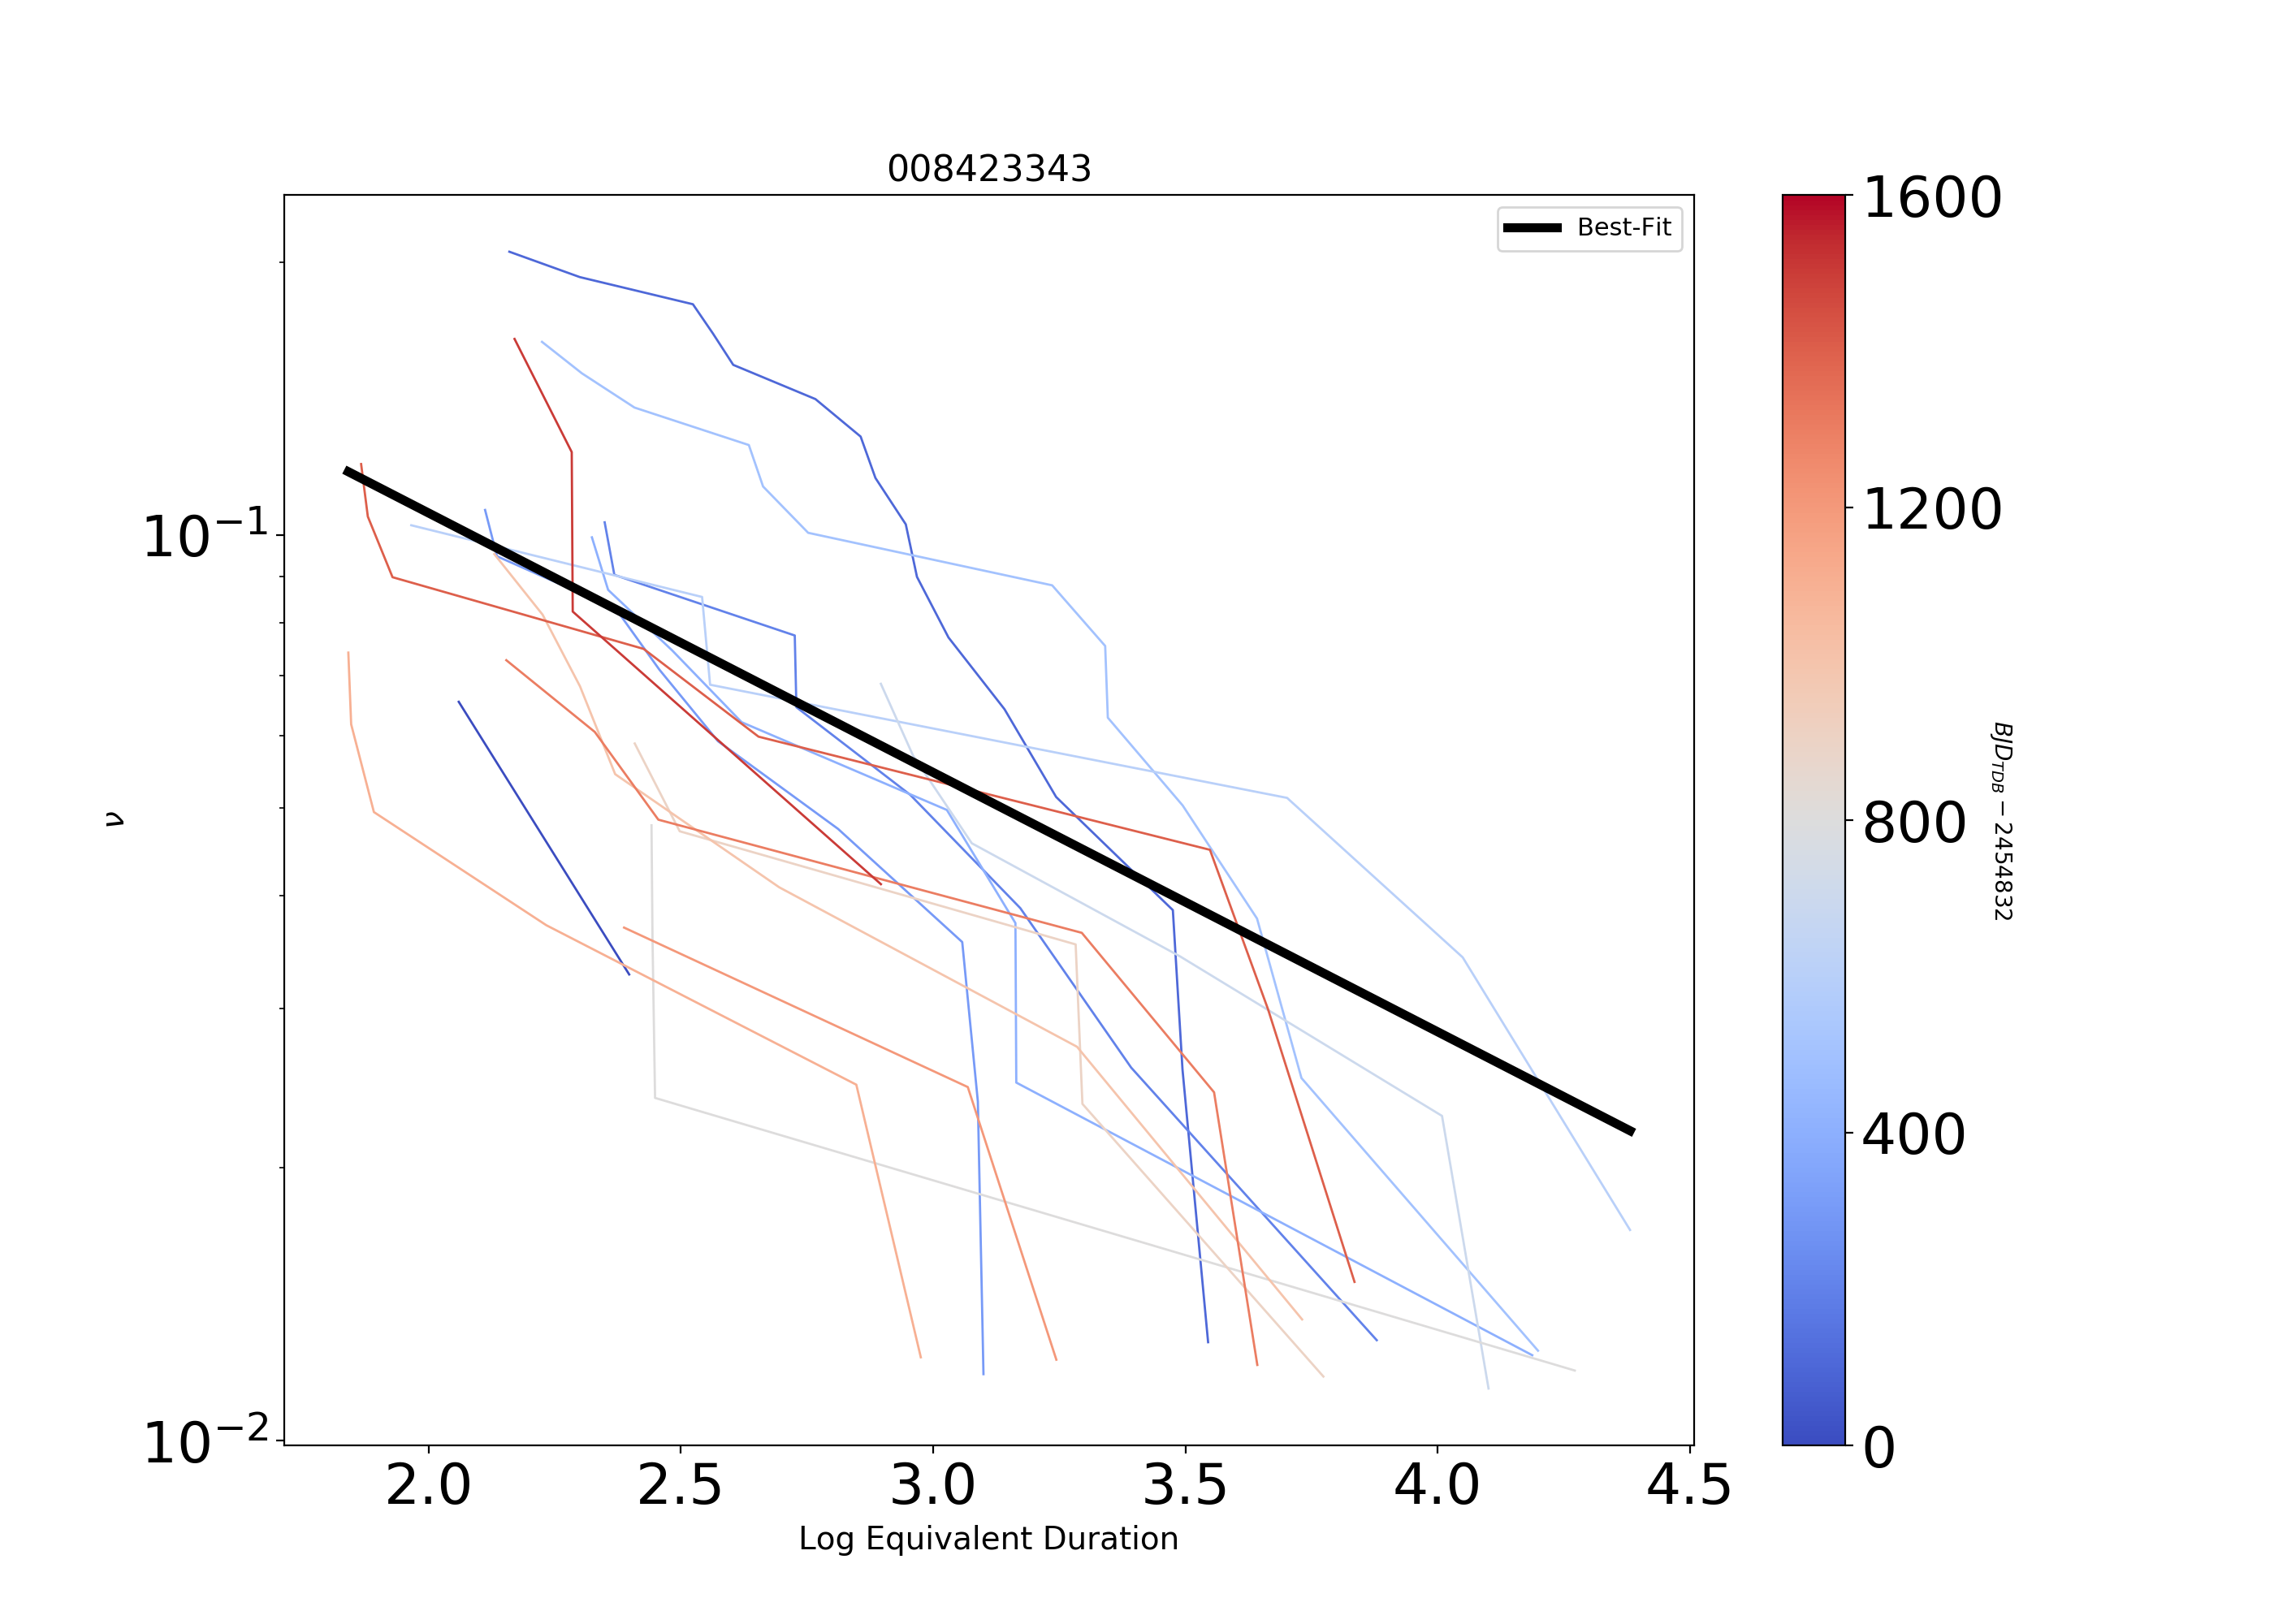 008423343
Best-Fit
10⁻¹
10⁻²
ν
2.0 2.5 3.0 3.5 4.0 4.5
Log Equivalent Duration
1600
1200
800
400
0
BJD_TDB − 2454832